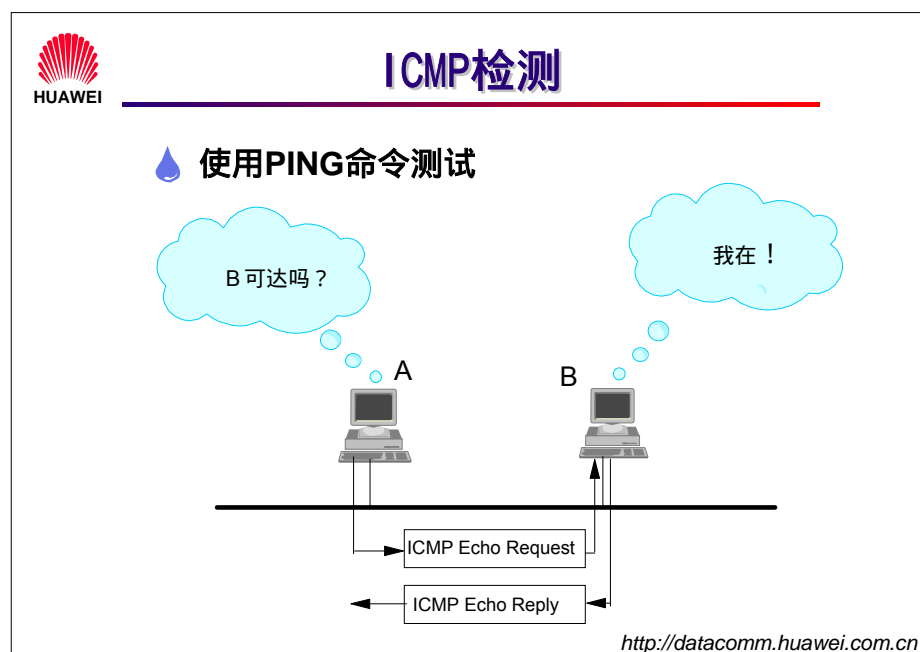 HUAWEI
ICMP检测
使用PING命令测试
B可达吗？
我在！
A
B
ICMP Echo Request
ICMP Echo Reply
http://datacomm.huawei.com.cn